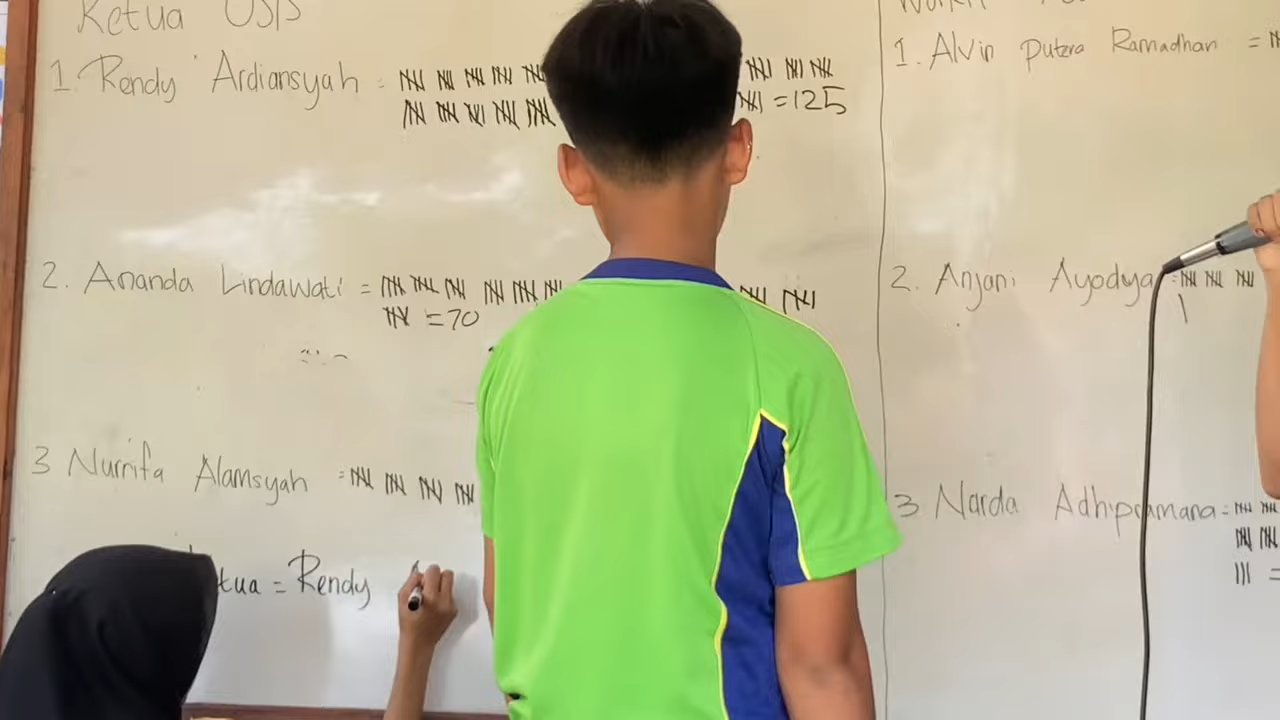 Ketua OSIS
1. Rendy Ardiansyah =
= 125
2. Ananda Lindawati =
= 70
3 Nurrifa Alamsyah =
tua = Rendy
1. Alvin Putera Ramadhan =
2. Anjani Ayodya =
3. Narda Adhipramana =